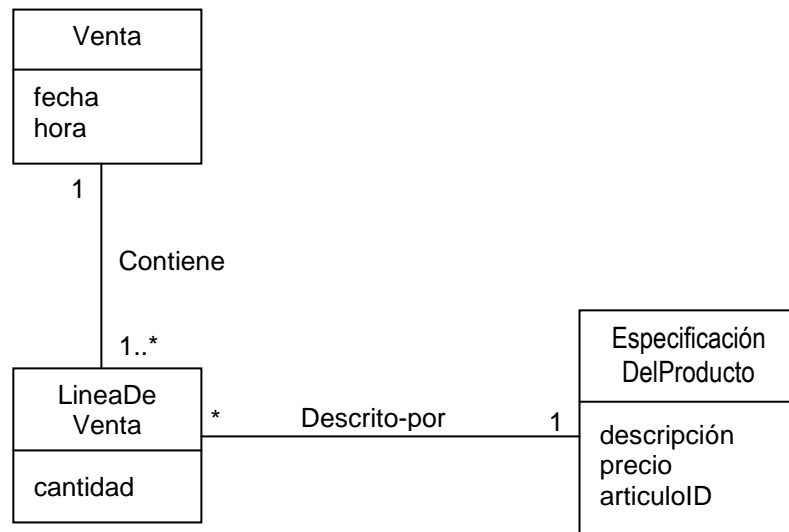 Venta
fecha
hora
1
Contiene
1..*
LineaDe
Venta
cantidad
*
Descrito-por
1
Especificación
DelProducto
descripción
precio
articuloID